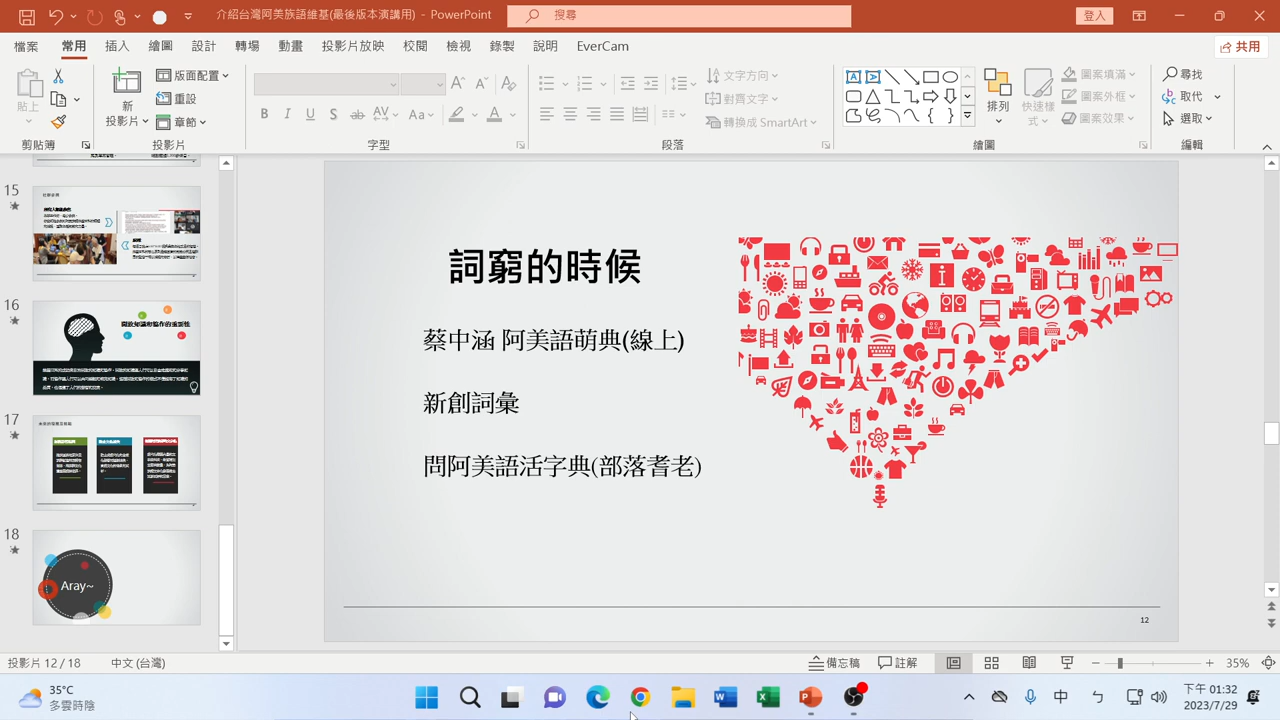 介紹台灣阿美族語維基(最後版本演講用) - PowerPoint
搜尋
登入
檔案 常用 插入 繪圖 設計 轉場 動畫 投影片放映 校閱 檢視 錄製 說明 EverCam
共用
貼上
新
投影片
版面配置
重設
章節
B I U S ab AV Aa A
文字方向
對齊文字
轉換成 SmartArt
排列
快速樣
式
圖案填滿
圖案外框
圖案效果
尋找
取代
選取
剪貼簿 投影片 字型 段落 繪圖 編輯
15
16
17
18
Aray~
詞窮的時候
蔡中涵 阿美語萌典(線上)
新創詞彙
問阿美語活字典(部落耆老)
12
投影片 12 / 18 中文 (台灣) 備忘稿 註解 35%
35°C
多雲時陰
中
下午 01:32
2023/7/29